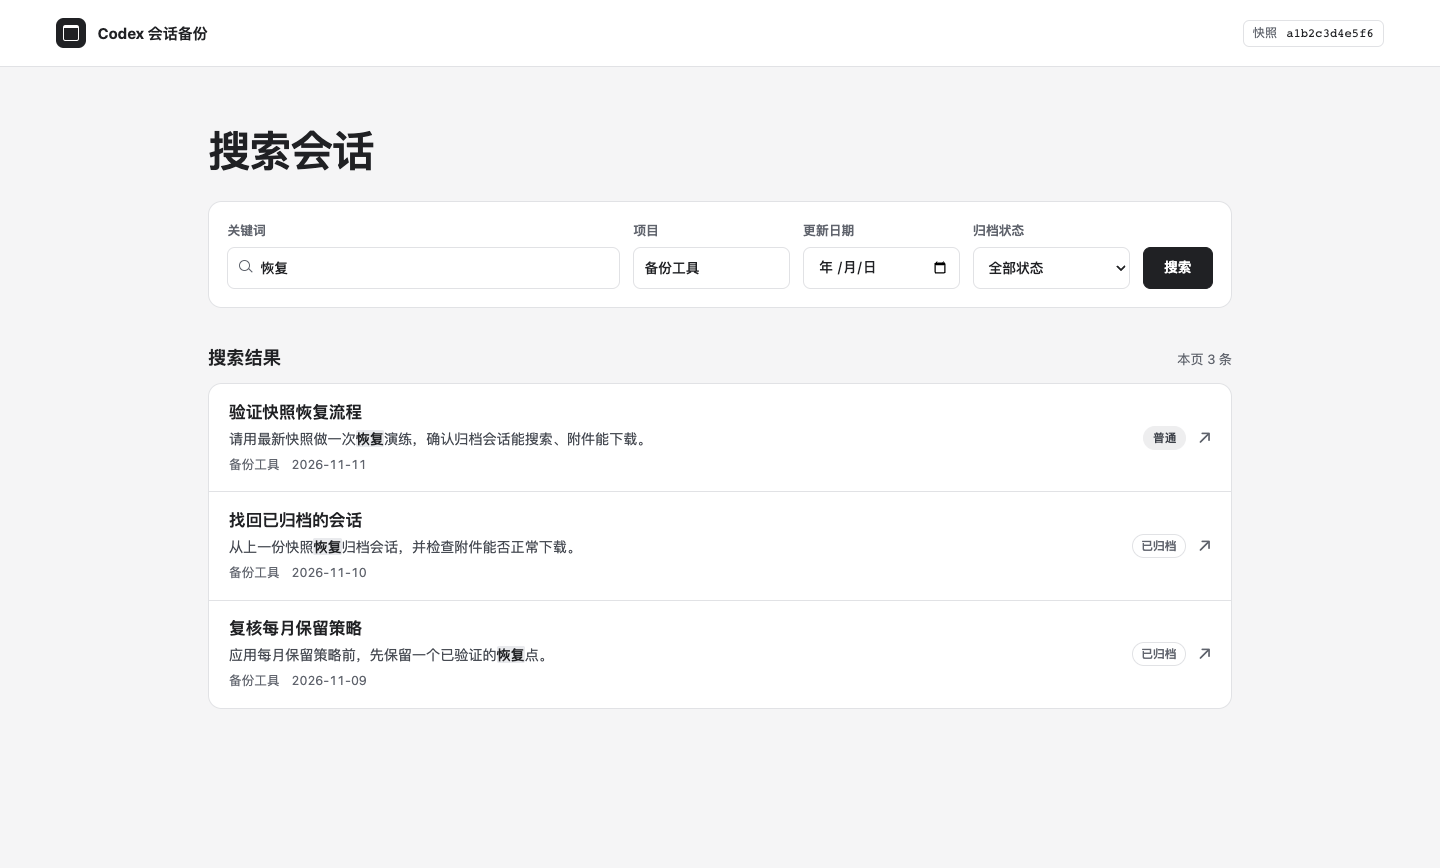 Codex 会话备份
快照 a1b2c3d4e5f6
搜索会话
关键词 项目 更新日期 归档状态
恢复 备份工具 年 /月/日 全部状态 搜索
搜索结果 本页 3 条
验证快照恢复流程
请用最新快照做一次恢复演练，确认归档会话能搜索、附件能下载。 普通
备份工具 2026-11-11
找回已归档的会话
从上一份快照恢复归档会话，并检查附件能否正常下载。 已归档
备份工具 2026-11-10
复核每月保留策略
应用每月保留策略前，先保留一个已验证的恢复点。 已归档
备份工具 2026-11-09